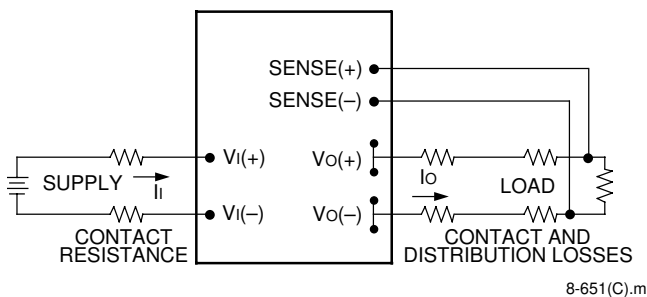 SENSE(+)
SENSE(–)
VI(+)
VO(+)
SUPPLY
II
IO
LOAD
VI(–)
VO(–)
CONTACT
RESISTANCE
CONTACT AND
DISTRIBUTION LOSSES
8-651(C).m